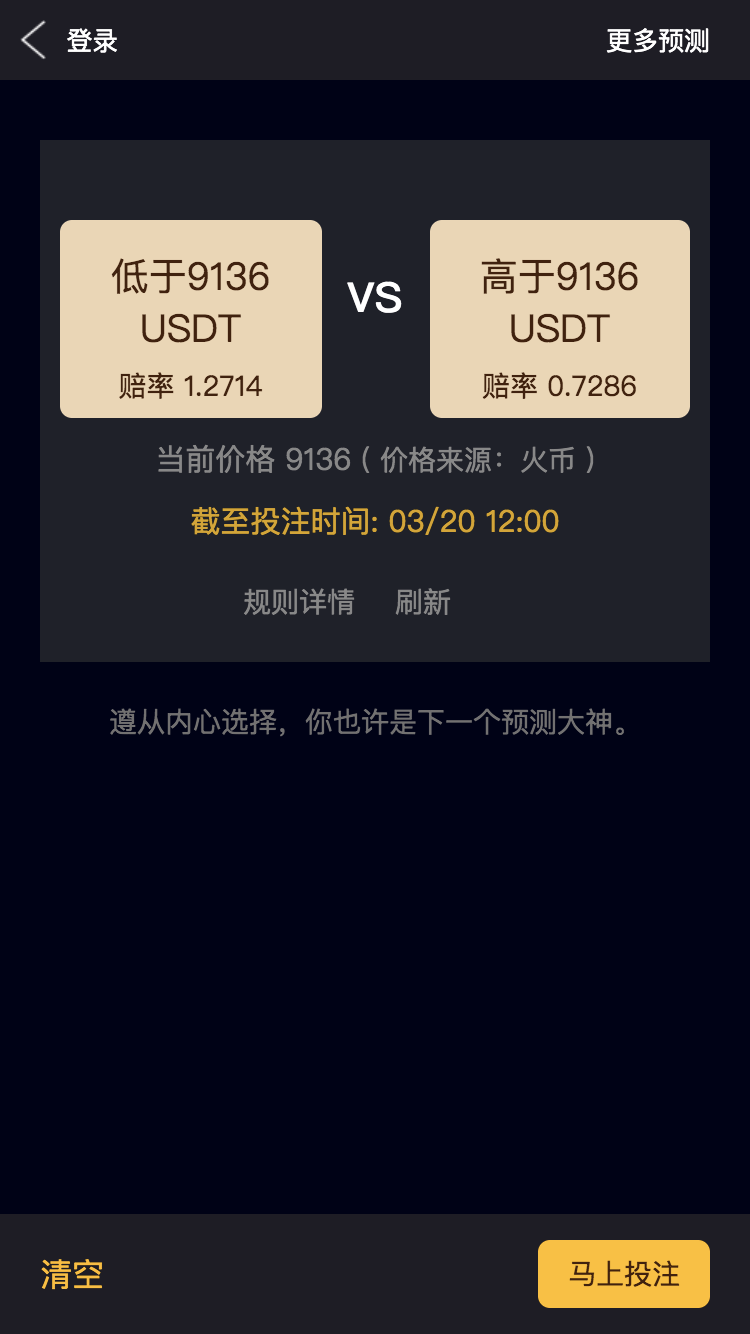 登录
更多预测
低于9136
USDT
赔率 1.2714
VS
高于9136
USDT
赔率 0.7286
当前价格 9136 ( 价格来源：火币 )
截至投注时间: 03/20 12:00
规则详情 刷新
遵从内心选择，你也许是下一个预测大神。
清空
马上投注